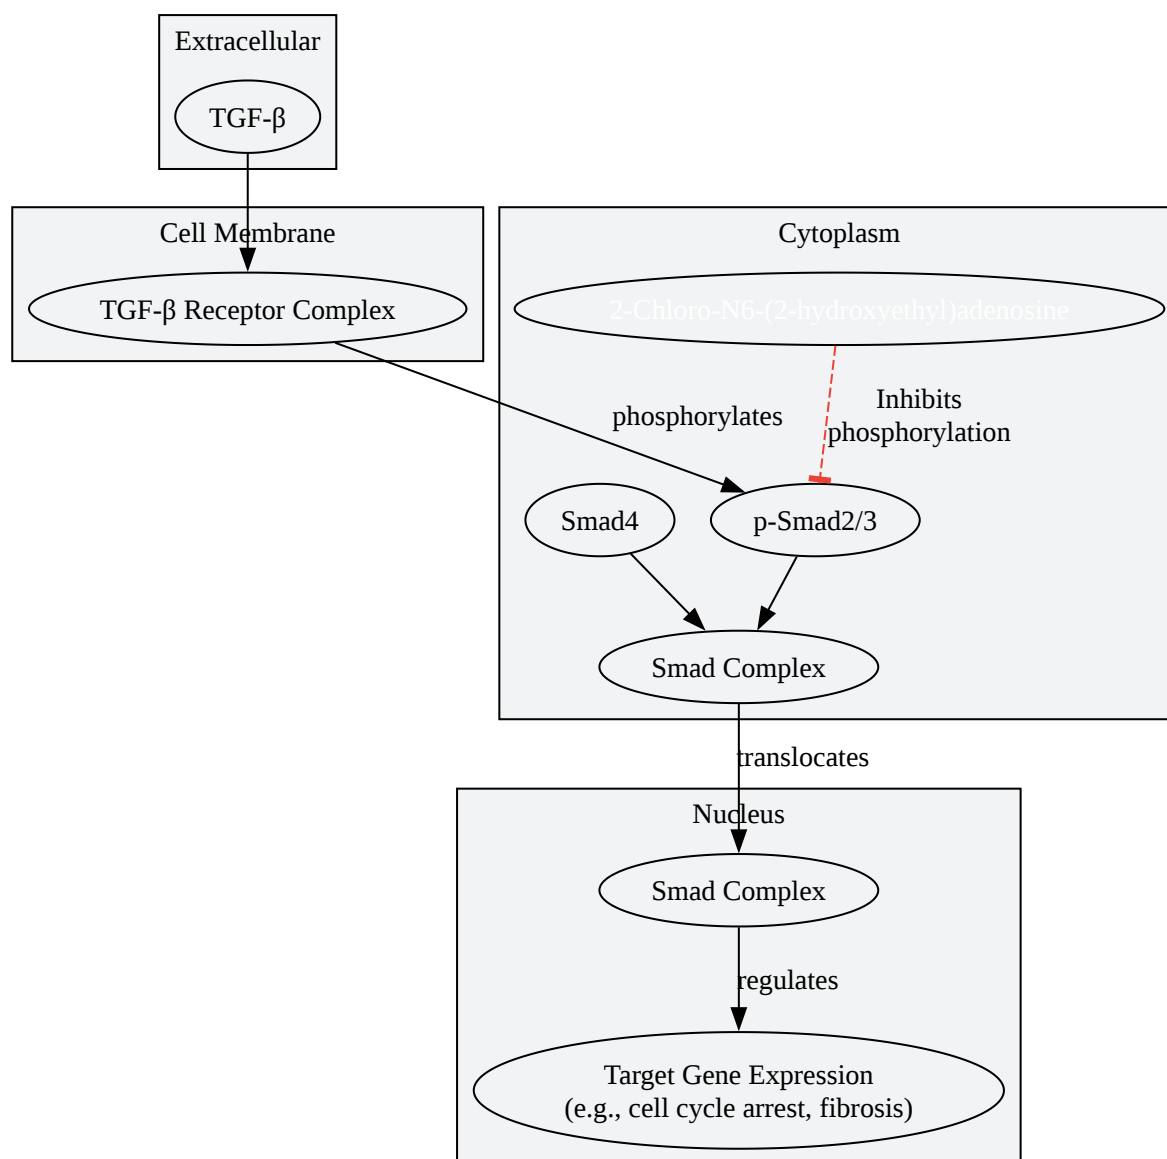 Extracellular
TGF-β
Cell Membrane
TGF-β Receptor Complex
Cytoplasm
2-Chloro-N6-(2-hydroxyethyl)adenosine
phosphorylates
Inhibits
phosphorylation
Smad4
p-Smad2/3
Smad Complex
translocates
Nucleus
Smad Complex
regulates
Target Gene Expression
(e.g., cell cycle arrest, fibrosis)